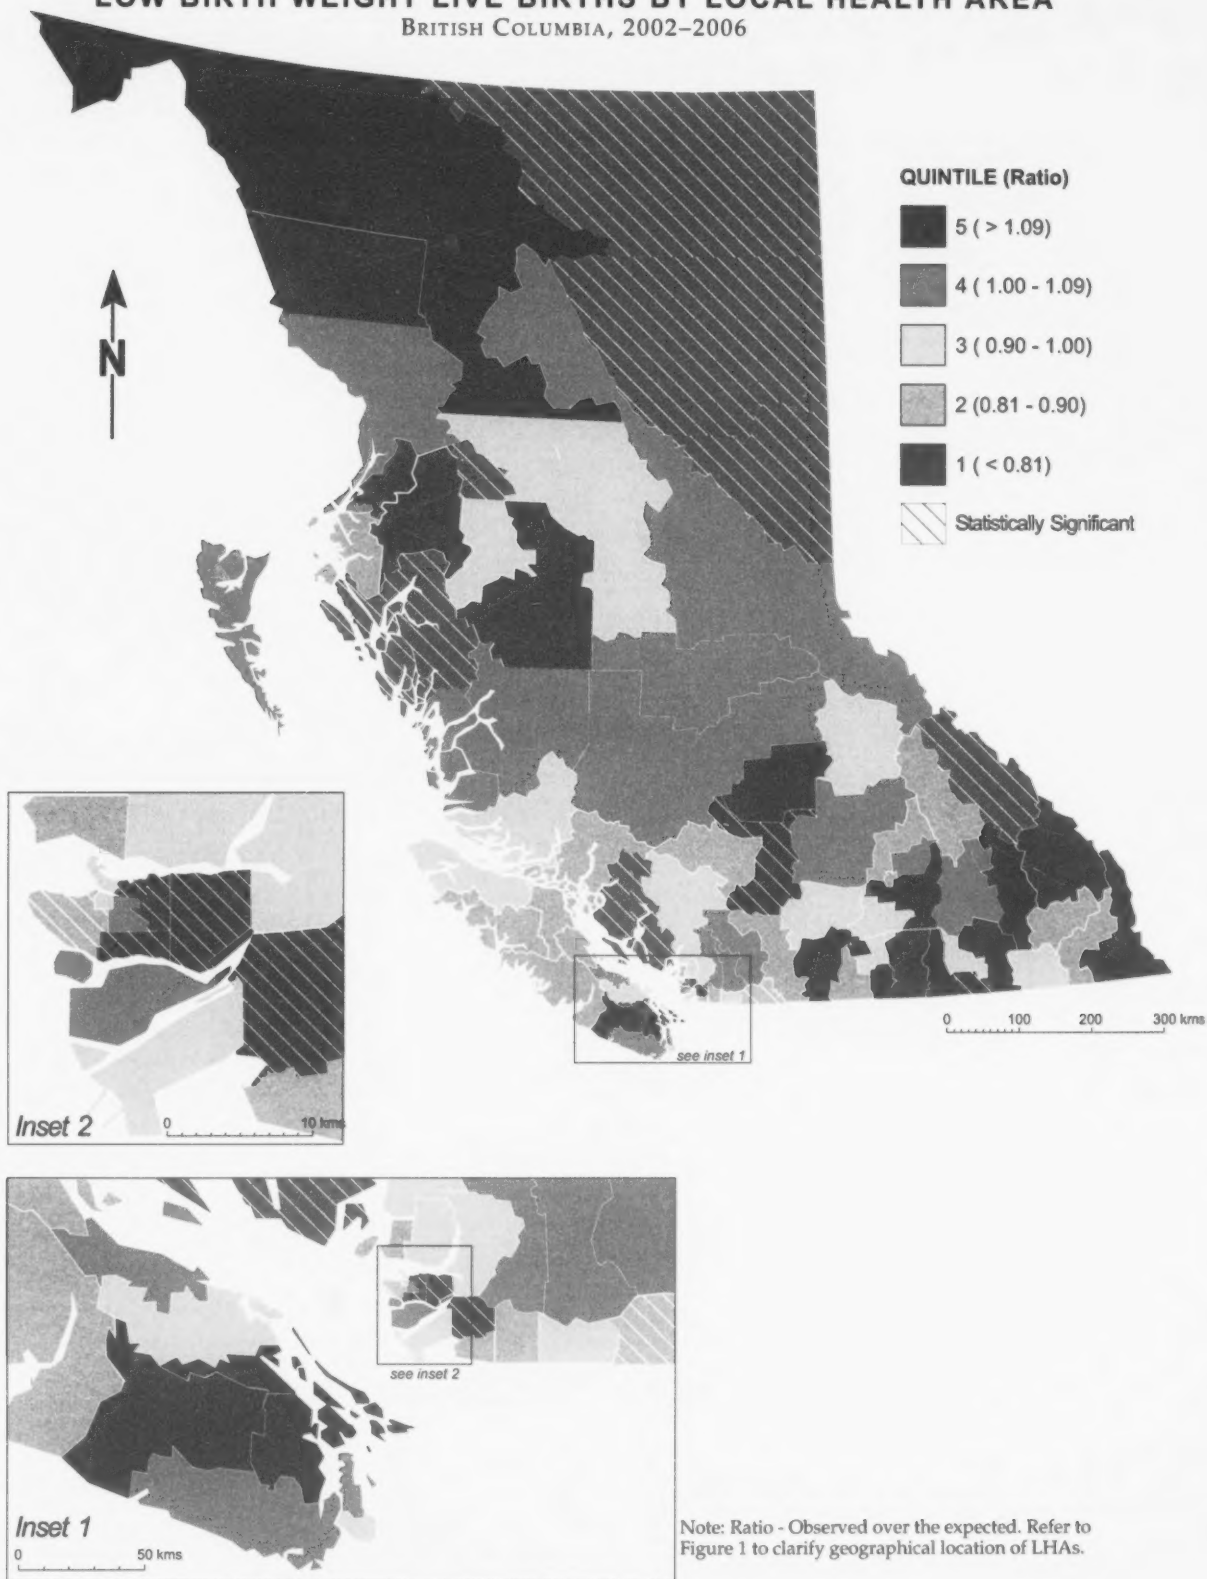 LOW BIRTH WEIGHT LIVE BIRTHS BY LOCAL HEALTH AREA
BRITISH COLUMBIA, 2002–2006
QUINTILE (Ratio)
5 ( > 1.09)
4 ( 1.00 - 1.09)
3 ( 0.90 - 1.00)
2 (0.81 - 0.90)
1 ( < 0.81)
Statistically Significant
N
0 100 200 300 kms
see inset 1
Inset 2
0 10 kms
see inset 2
Inset 1
0 50 kms
Note: Ratio - Observed over the expected. Refer to
Figure 1 to clarify geographical location of LHAs.